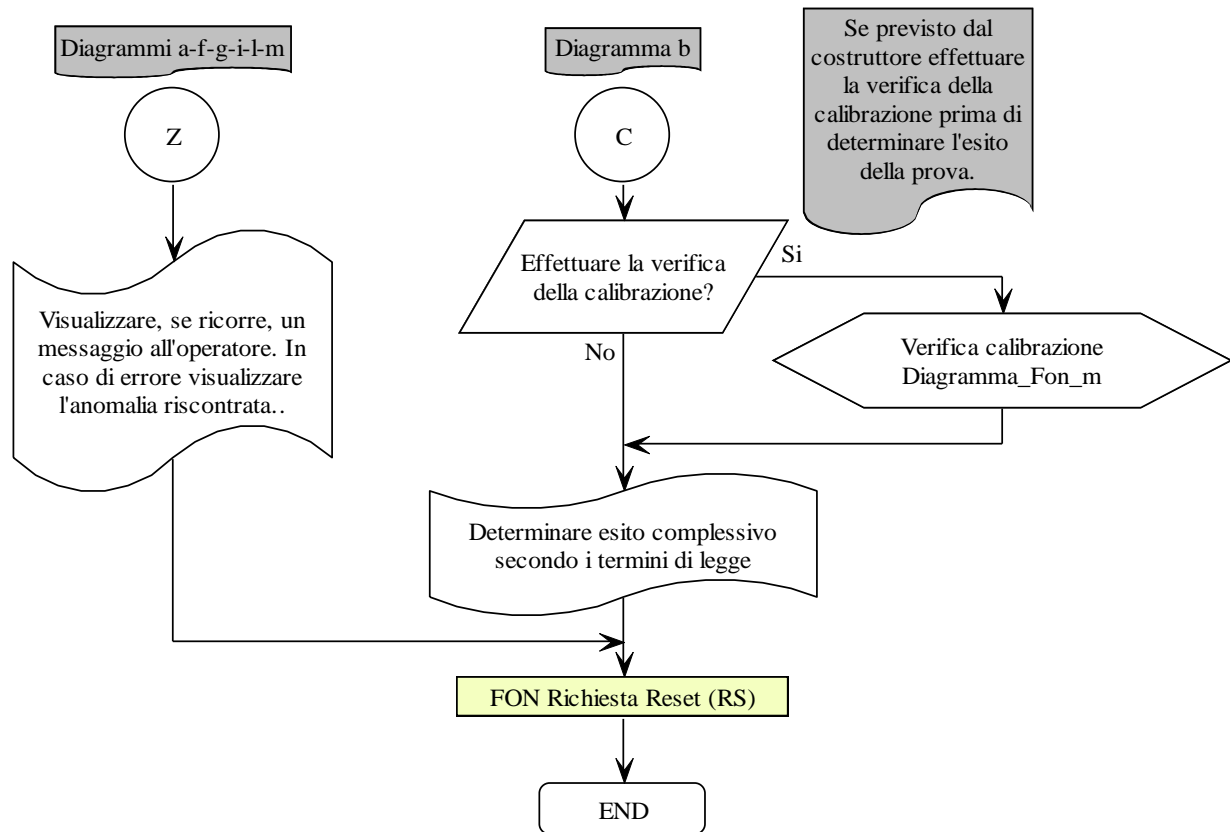 Diagrammi a-f-g-i-l-m
Z
Visualizzare, se ricorre, un
messaggio all'operatore. In
caso di errore visualizzare
l'anomalia riscontrata..
Diagramma b
C
Se previsto dal
costruttore effettuare
la verifica della
calibrazione prima di
determinare l'esito
della prova.
Effettuare la verifica
della calibrazione?
Si
No
Verifica calibrazione
Diagramma_Fon_m
Determinare esito complessivo
secondo i termini di legge
FON Richiesta Reset (RS)
END